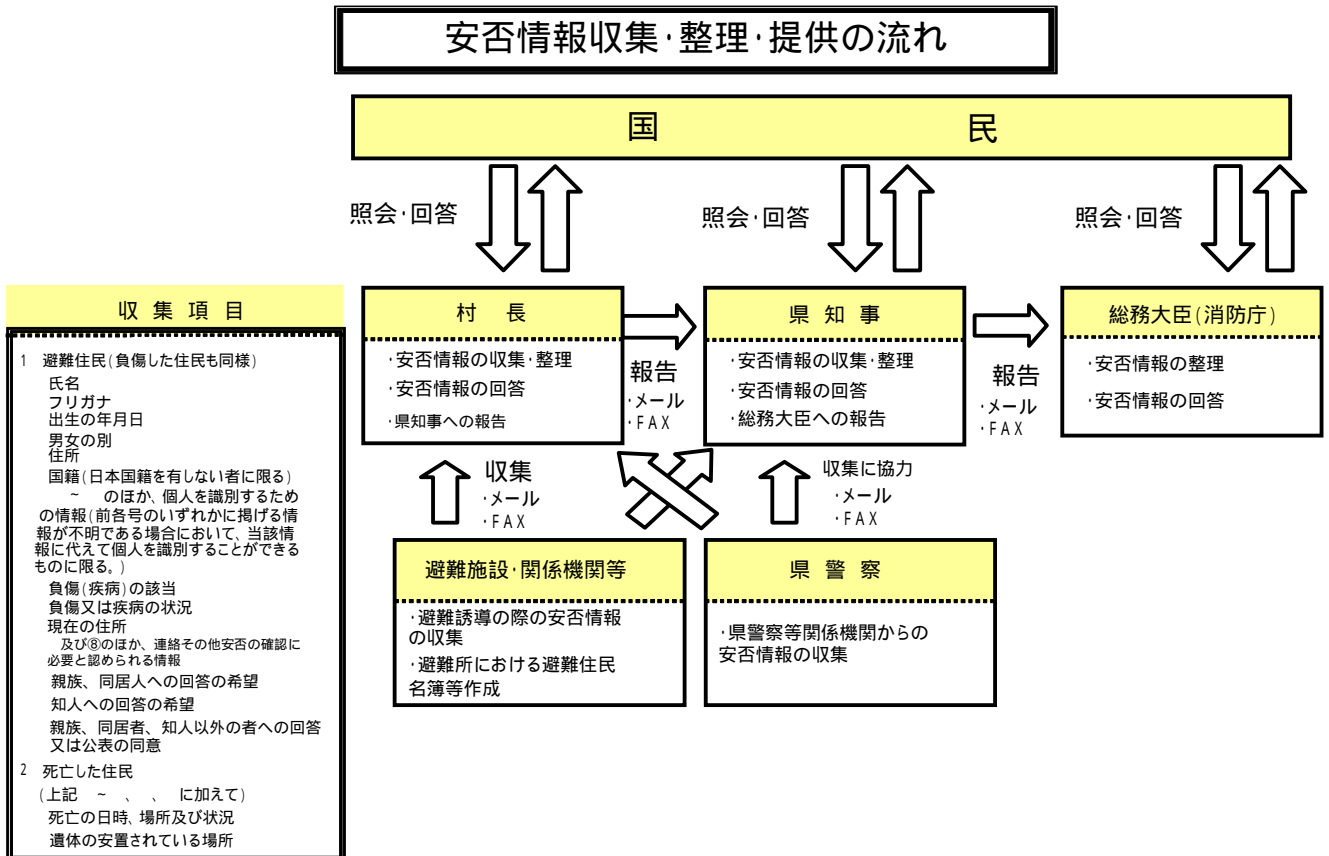 安否情報収集・整理・提供の流れ
国民
照会・回答
照会・回答
照会・回答
収集項目
1 避難住民(負傷した住民も同様)
氏名
フリガナ
出生の年月日
男女の別
住所
国籍(日本国籍を有しない者に限る)
~ のほか、個人を識別するため
の情報(前各号のいずれかに掲げる情
報が不明である場合において、当該情
報に代えて個人を識別することができる
ものに限る。)
負傷(疾病)の該当
負傷又は疾病の状況
現在の住所
及び⑧のほか、連絡その他安否の確認に
必要と認められる情報
親族、同居人への回答の希望
知人への回答の希望
親族、同居者、知人以外の者への回答
又は公表の同意
2 死亡した住民
(上記 ~ 、 、 に加えて)
死亡の日時、場所及び状況
遺体の安置されている場所
村長
・安否情報の収集・整理
・安否情報の回答
・県知事への報告
報告
・メール
・FAX
県知事
・安否情報の収集・整理
・安否情報の回答
・総務大臣への報告
報告
・メール
・FAX
総務大臣(消防庁)
・安否情報の整理
・安否情報の回答
収集
・メール
・FAX
収集に協力
・メール
・FAX
避難施設・関係機関等
・避難誘導の際の安否情報
の収集
・避難所における避難住民
名簿等作成
県警察
・県警察等関係機関からの
安否情報の収集